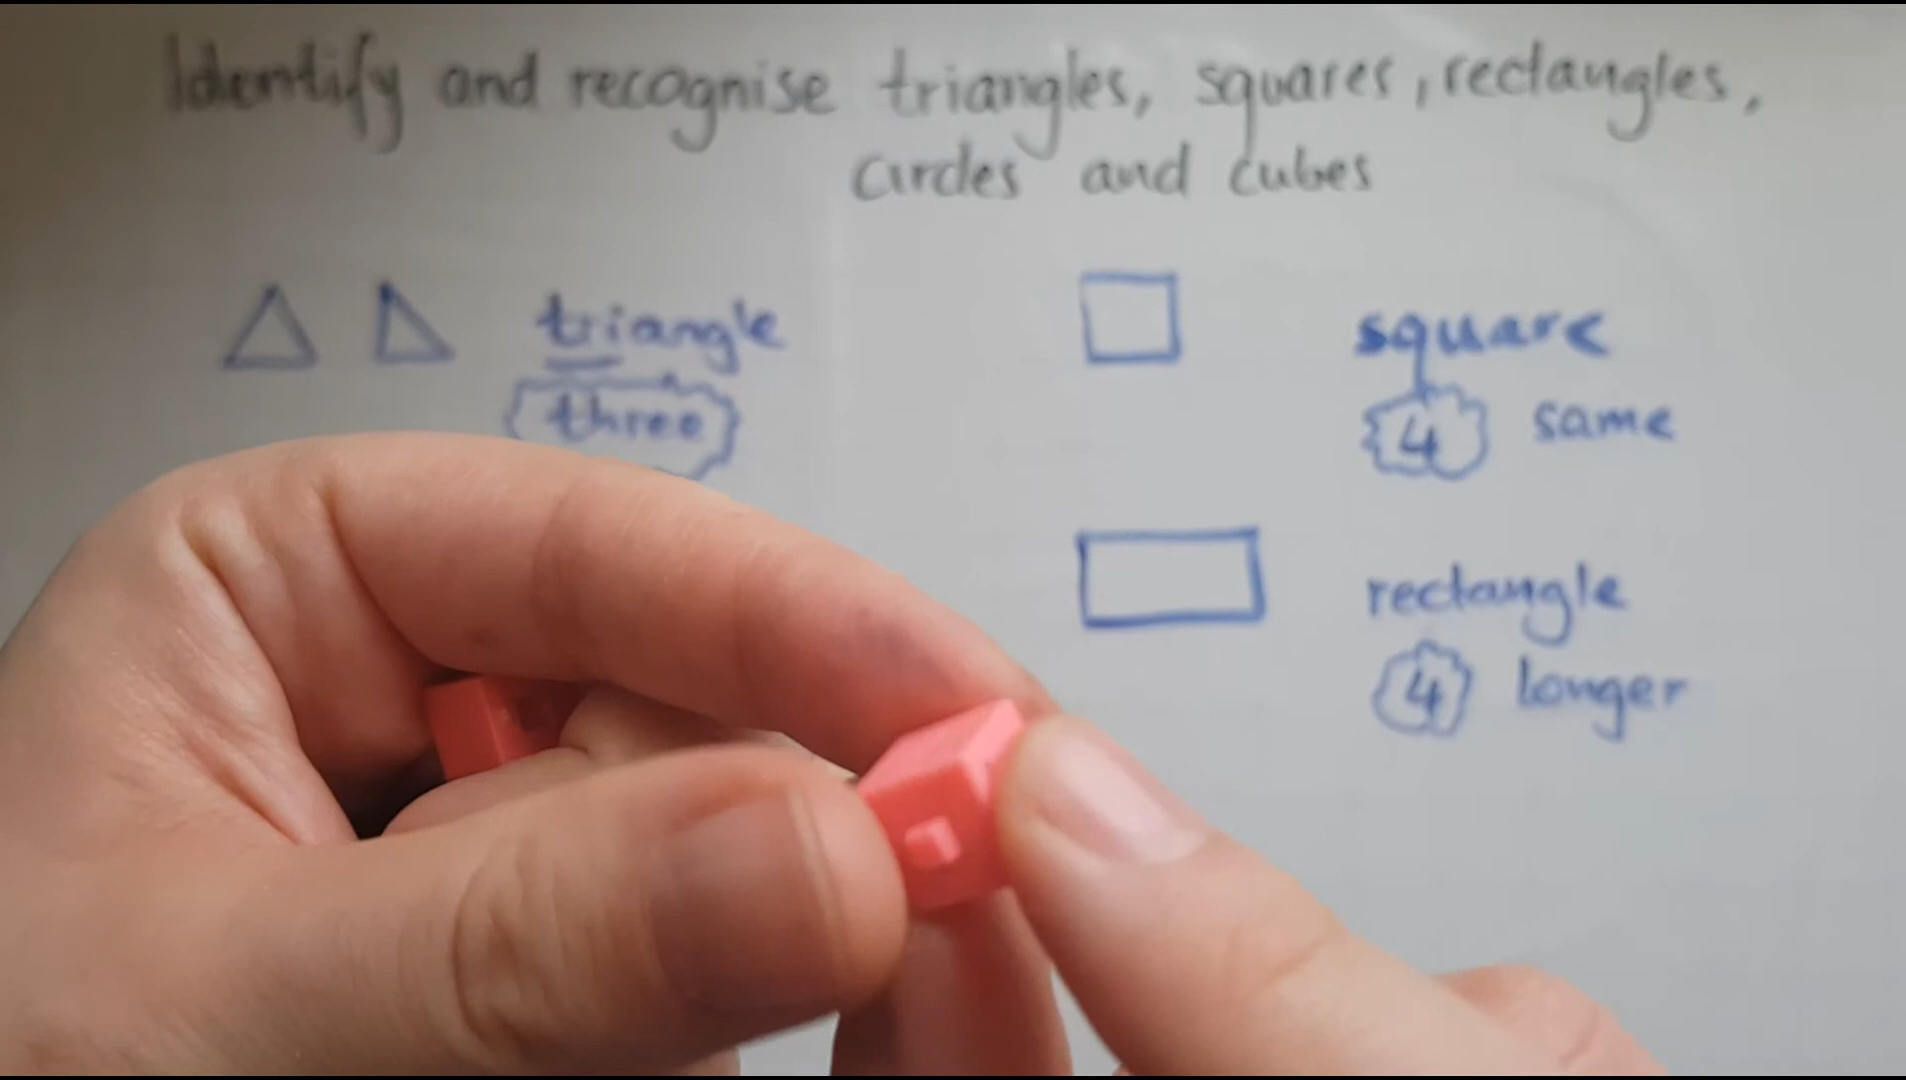 Identify and recognise triangles, squares, rectangles,
circles and cubes
triangle
three
square
4 same
rectangle
4 longer